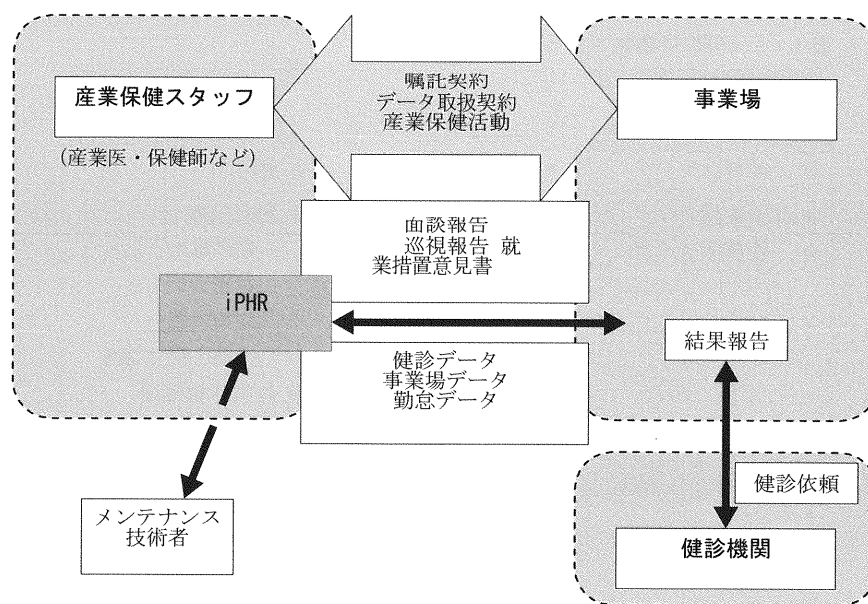 嘱託契約
データ取扱契約
産業保健活動
産業保健スタッフ
(産業医・保健師など)
事業場
面談報告
巡視報告 就
業措置意見書
iPHR
結果報告
健診データ
事業場データ
勤怠データ
健診依頼
メンテナンス
技術者
健診機関